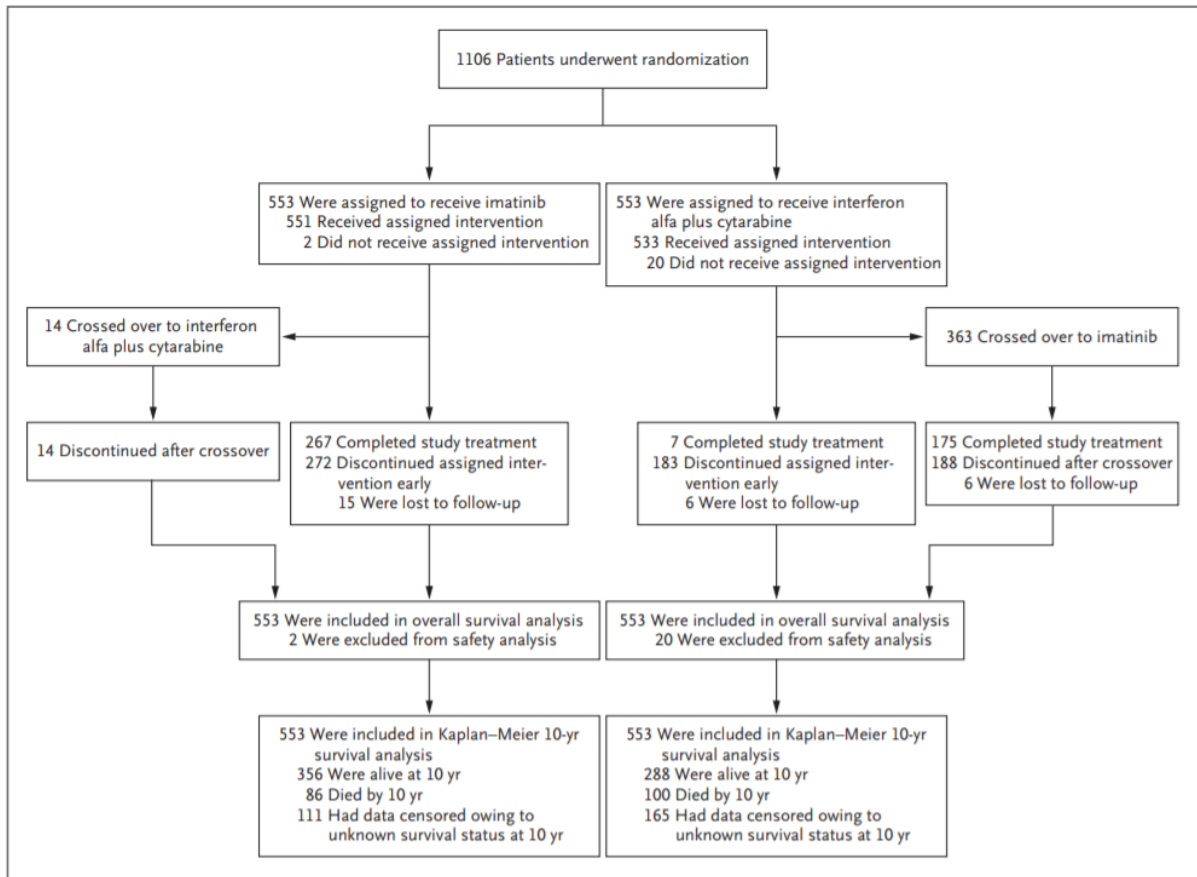 1106 Patients underwent randomization
553 Were assigned to receive imatinib
551 Received assigned intervention
2 Did not receive assigned intervention
553 Were assigned to receive interferon
alfa plus cytarabine
533 Received assigned intervention
20 Did not receive assigned intervention
14 Crossed over to interferon
alfa plus cytarabine
363 Crossed over to imatinib
14 Discontinued after crossover
267 Completed study treatment
272 Discontinued assigned inter-
vention early
15 Were lost to follow-up
7 Completed study treatment
183 Discontinued assigned inter-
vention early
6 Were lost to follow-up
175 Completed study treatment
188 Discontinued after crossover
6 Were lost to follow-up
553 Were included in overall survival analysis
2 Were excluded from safety analysis
553 Were included in overall survival analysis
20 Were excluded from safety analysis
553 Were included in Kaplan–Meier 10-yr
survival analysis
356 Were alive at 10 yr
86 Died by 10 yr
111 Had data censored owing to
unknown survival status at 10 yr
553 Were included in Kaplan–Meier 10-yr
survival analysis
288 Were alive at 10 yr
100 Died by 10 yr
165 Had data censored owing to
unknown survival status at 10 yr